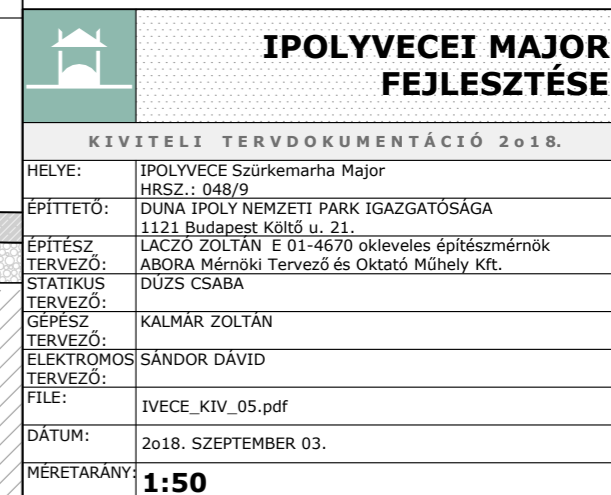 IPOLYVECEI MAJOR
FEJLESZTÉSE
KIVITELI TERVDOKUMENTÁCIÓ 2o18.
HELYE: IPOLYVECE Szürkemarha Major
HRSZ.: 048/9
ÉPÍTTETŐ: DUNA IPOLY NEMZETI PARK IGAZGATÓSÁGA
1121 Budapest Költő u. 21.
ÉPÍTÉSZ LACZÓ ZOLTÁN E 01-4670 okleveles építészmérnök
TERVEZŐ: ABORA Mérnöki Tervező és Oktató Műhely Kft.
STATIKUS DÚZS CSABA
TERVEZŐ:
GÉPÉSZ KALMÁR ZOLTÁN
TERVEZŐ:
ELEKTROMOS SÁNDOR DÁVID
TERVEZŐ:
FILE: IVECE_KIV_05.pdf
DÁTUM: 2o18. SZEPTEMBER 03.
MÉRETARÁNY: 1:50